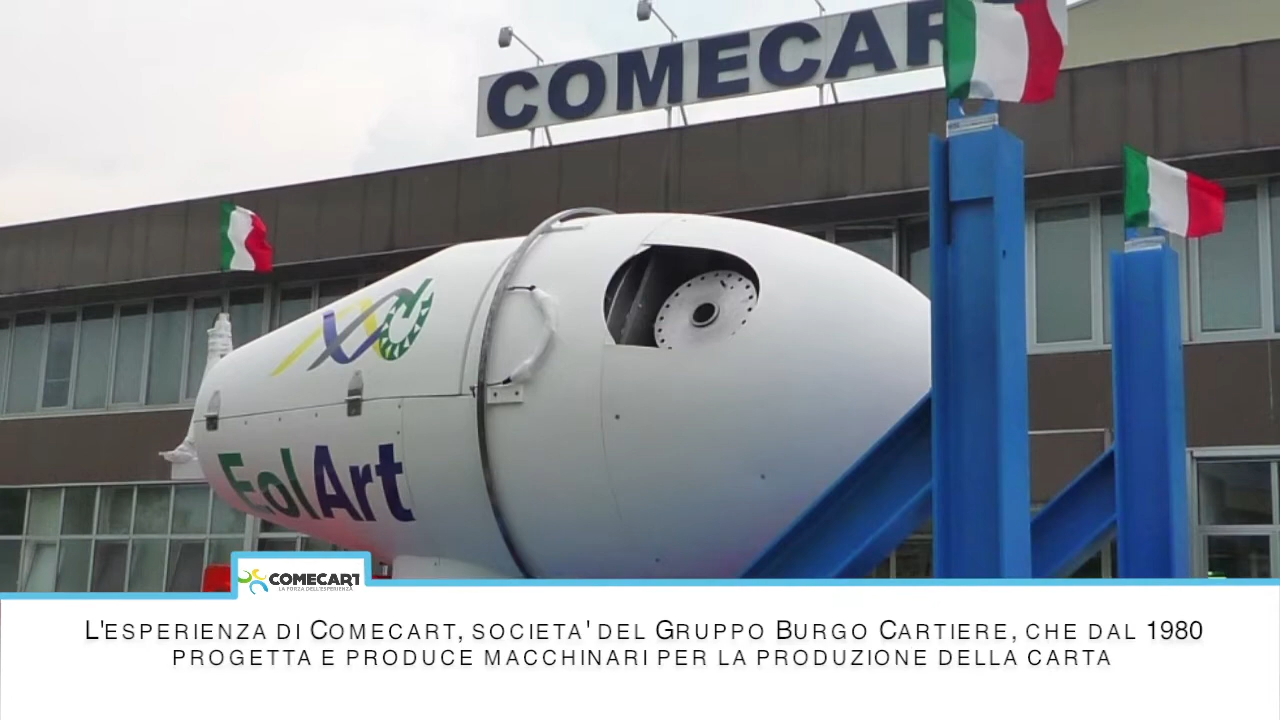 COMECAR
EolArt
COMECART
LA FORZA DELL'ESPERIENZA
L'ESPERIENZA DI COMECART, SOCIETA' DEL GRUPPO BURGO CARTIERE, CHE DAL 1980
PROGETTA E PRODUCE MACCHINARI PER LA PRODUZIONE DELLA CARTA